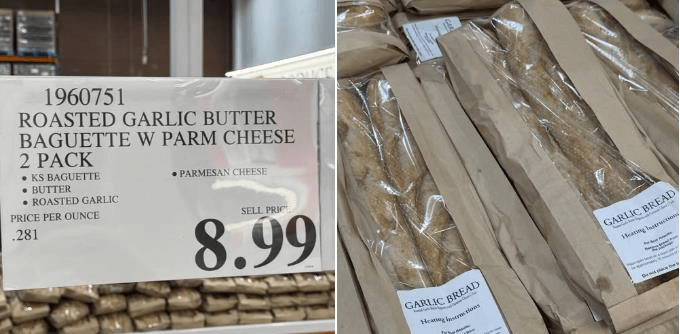 1960751
ROASTED GARLIC BUTTER
BAGUETTE W PARM CHEESE
2 PACK
• KS BAGUETTE
• BUTTER
• ROASTED GARLIC
• PARMESAN CHEESE
PRICE PER OUNCE
.281
SELL PRICE
8.99
GARLIC BREAD
Heating Instructions
GARLIC BREAD
Heating Instructions